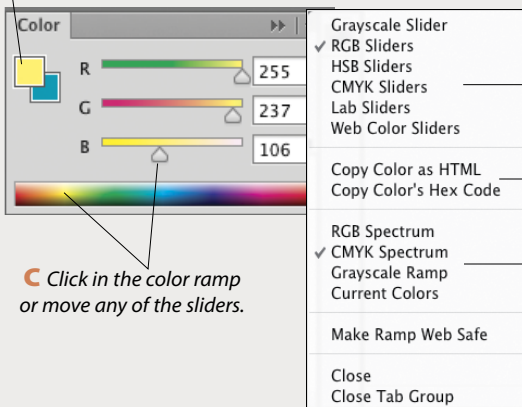 Color
R 255
G 237
B 106
C Click in the color ramp
or move any of the sliders.
Grayscale Slider
✓ RGB Sliders
HSB Sliders
CMYK Sliders
Lab Sliders
Web Color Sliders
Copy Color as HTML
Copy Color's Hex Code
RGB Spectrum
✓ CMYK Spectrum
Grayscale Ramp
Current Colors
Make Ramp Web Safe
Close
Close Tab Group